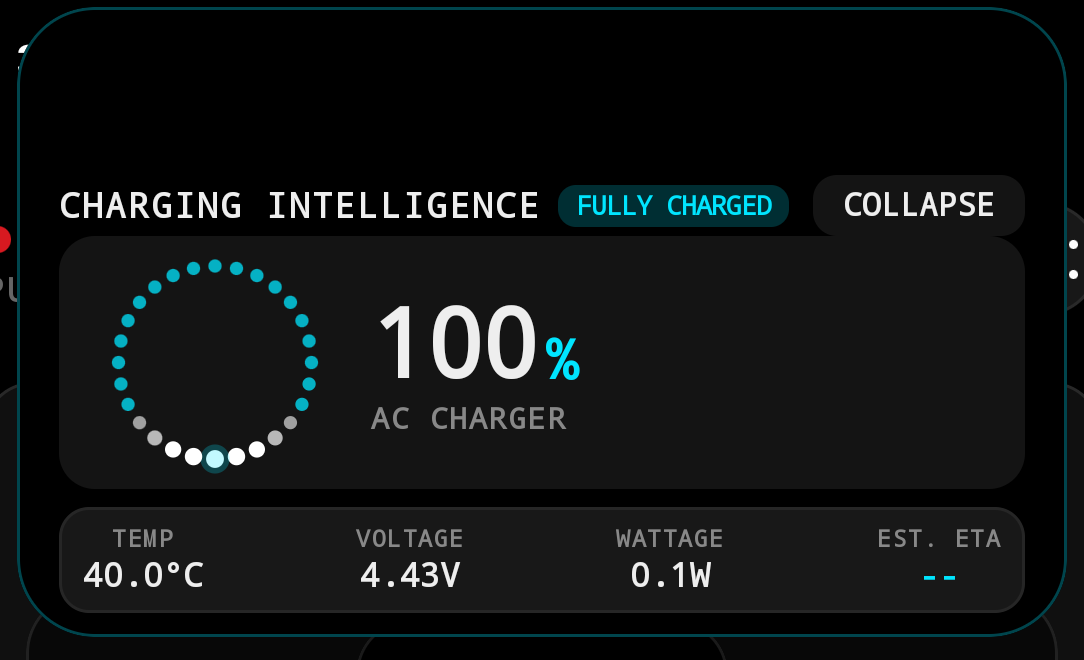 CHARGING INTELLIGENCE FULLY CHARGED COLLAPSE
100%
AC CHARGER
TEMP VOLTAGE WATTAGE EST. ETA
40.0°C 4.43V 0.1W --